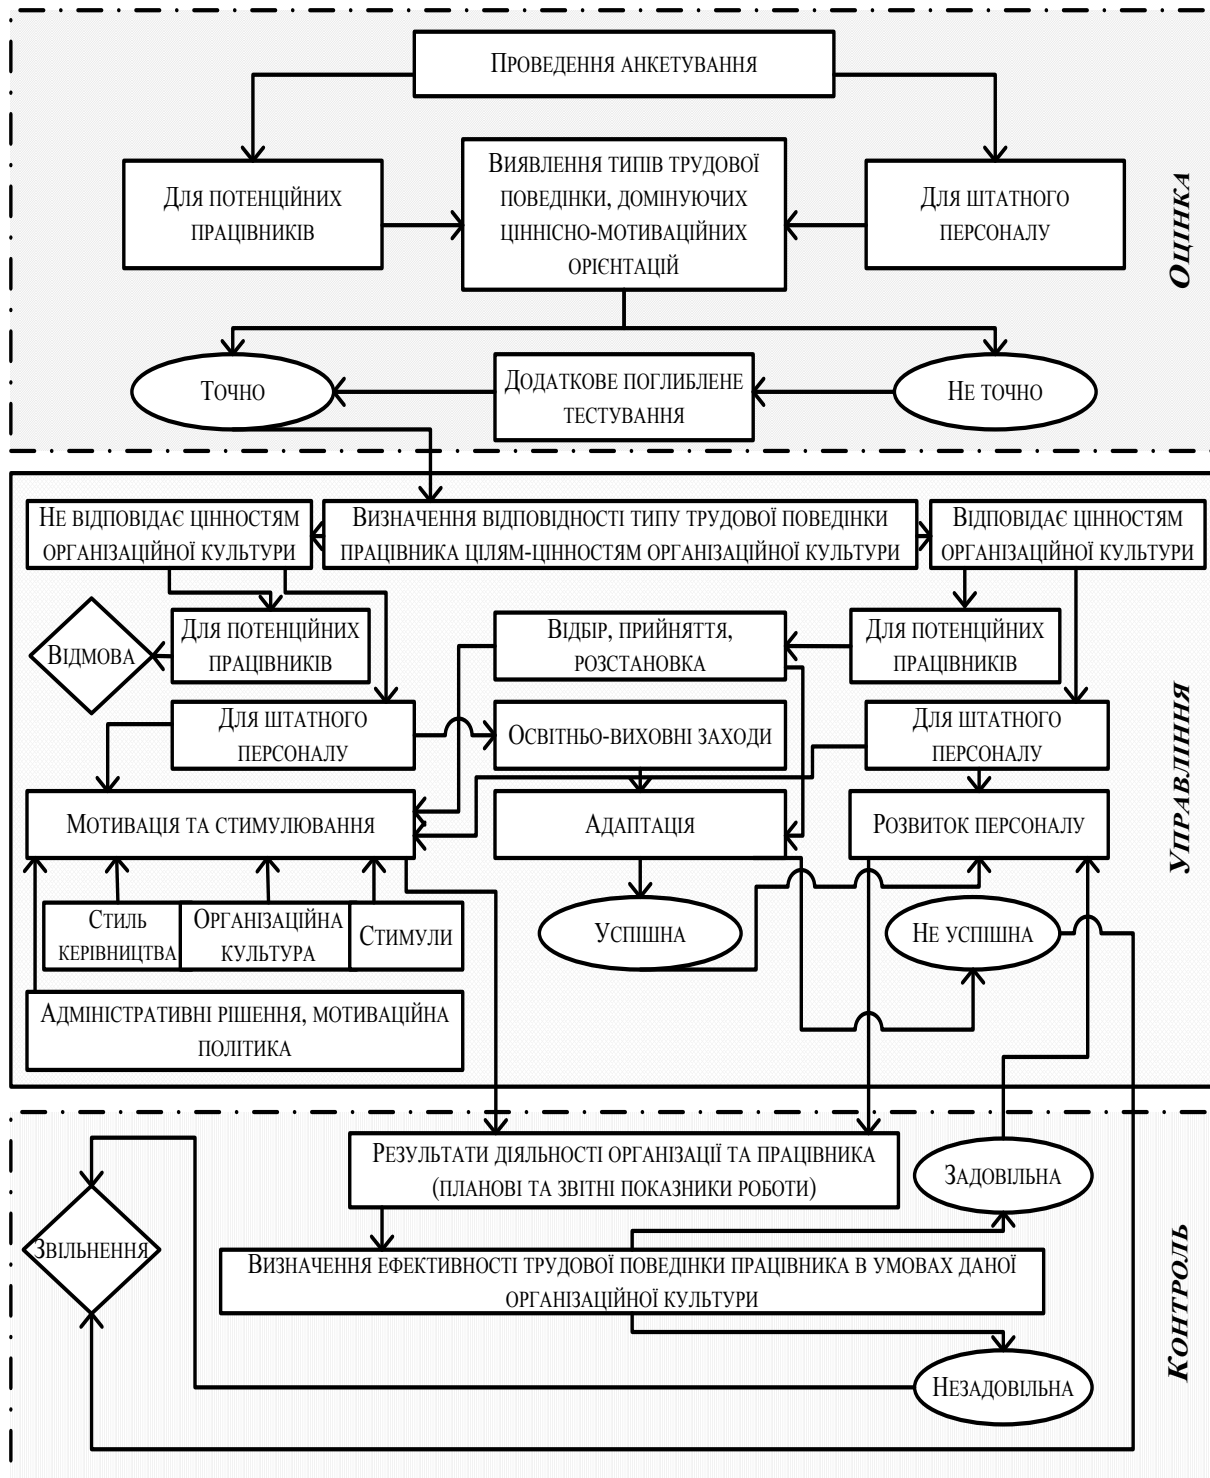 Проведення анкетування
Для потенційних
працівників
Виявлення типів трудової
поведінки, домінуючих
ціннісно-мотиваційних
орієнтацій
Для штатного
персоналу
Оцінка
Точно
Додаткове поглиблене
тестування
Не точно
Не відповідає цінностям
організаційної культури
Визначення відповідності типу трудової поведінки
працівника цілям-цінностям організаційної культури
Відповідає цінностям
організаційної культури
Відмова
Для потенційних
працівників
Відбір, прийняття,
розстановка
Для потенційних
працівників
Для штатного
персоналу
Освітньо-виховні заходи
Для штатного
персоналу
Управління
Мотивація та стимулювання
Адаптація
Розвиток персоналу
Стиль
керівництва
Організаційна
культура
Стимули
Успішна
Не успішна
Адміністративні рішення, мотиваційна
політика
Результати діяльності організації та працівника
(планові та звітні показники роботи)
Задовільна
Звільнення
Визначення ефективності трудової поведінки працівника в умовах даної
організаційної культури
Контроль
Незадовільна